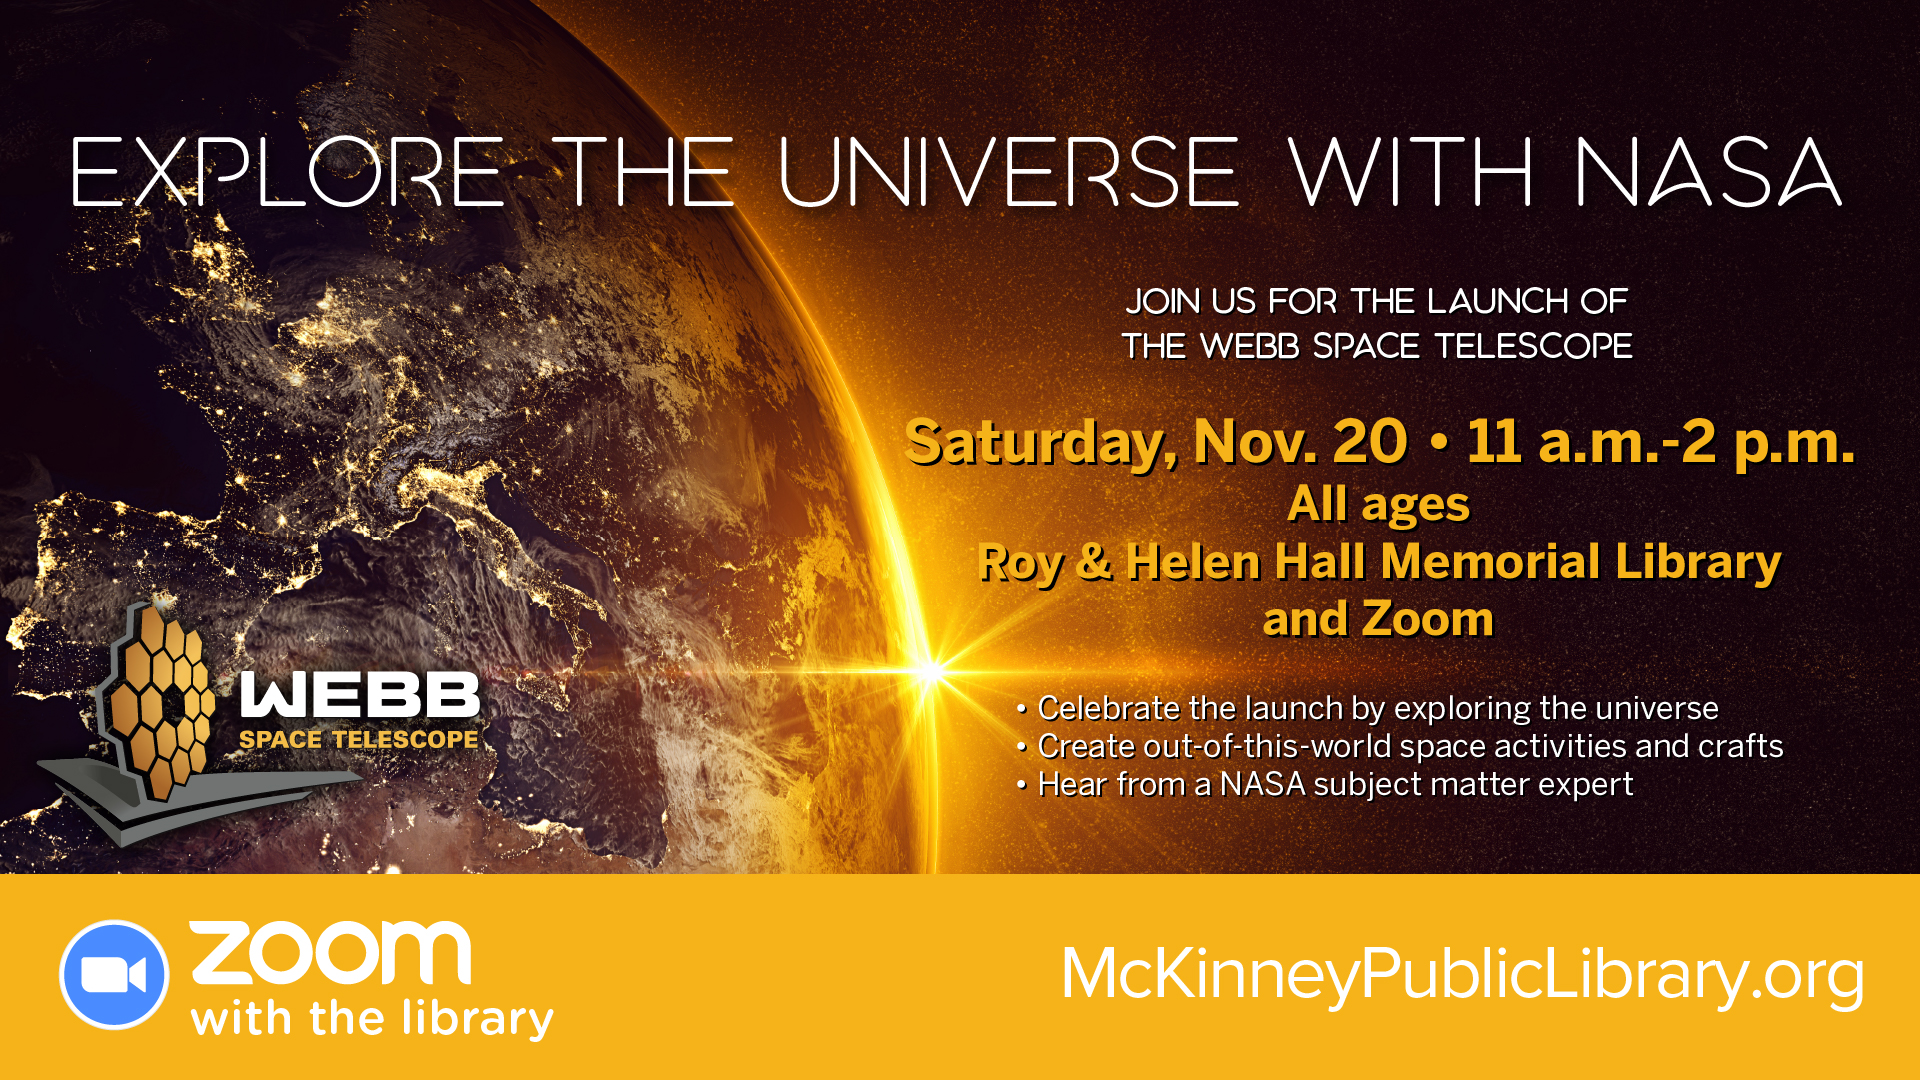 EXPLORE THE UNIVERSE WITH NASA
JOIN US FOR THE LAUNCH OF
THE WEBB SPACE TELESCOPE
Saturday, Nov. 20 • 11 a.m.-2 p.m.
All ages
Roy & Helen Hall Memorial Library
and Zoom
• Celebrate the launch by exploring the universe
• Create out-of-this-world space activities and crafts
• Hear from a NASA subject matter expert
WEBB
SPACE TELESCOPE
zoom
with the library
McKinneyPublicLibrary.org